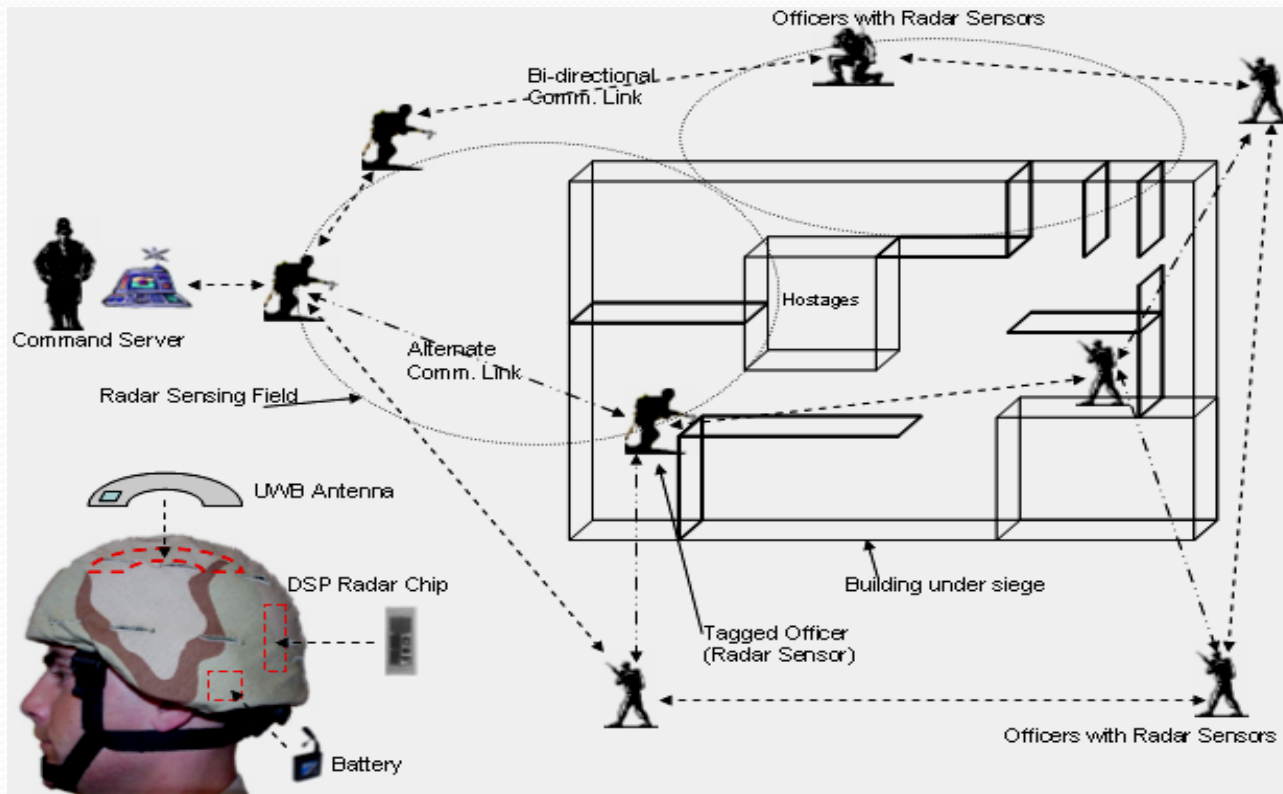 Officers with Radar Sensors
Bi-directional
Comm. Link
Hostages
Command Server
Alternate
Comm. Link
Radar Sensing Field
UWB Antenna
DSP Radar Chip
Building under siege
Tagged Officer
(Radar Sensor)
Officers with Radar Sensors
Battery